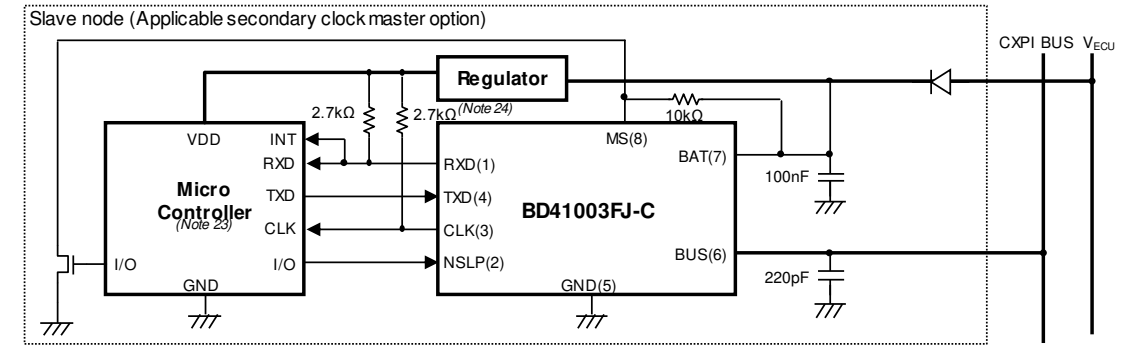 Slave node (Applicable secondary clock master option)
CXPI BUS VECU
Regulator
(Note 24)
2.7kΩ
2.7kΩ
10kΩ
VDD
INT
RXD
TXD
CLK
I/O
I/O
GND
Micro
Controller
(Note 23)
MS(8)
RXD(1)
TXD(4)
CLK(3)
NSLP(2)
BAT(7)
BD41003FJ-C
BUS(6)
GND(5)
100nF
220pF